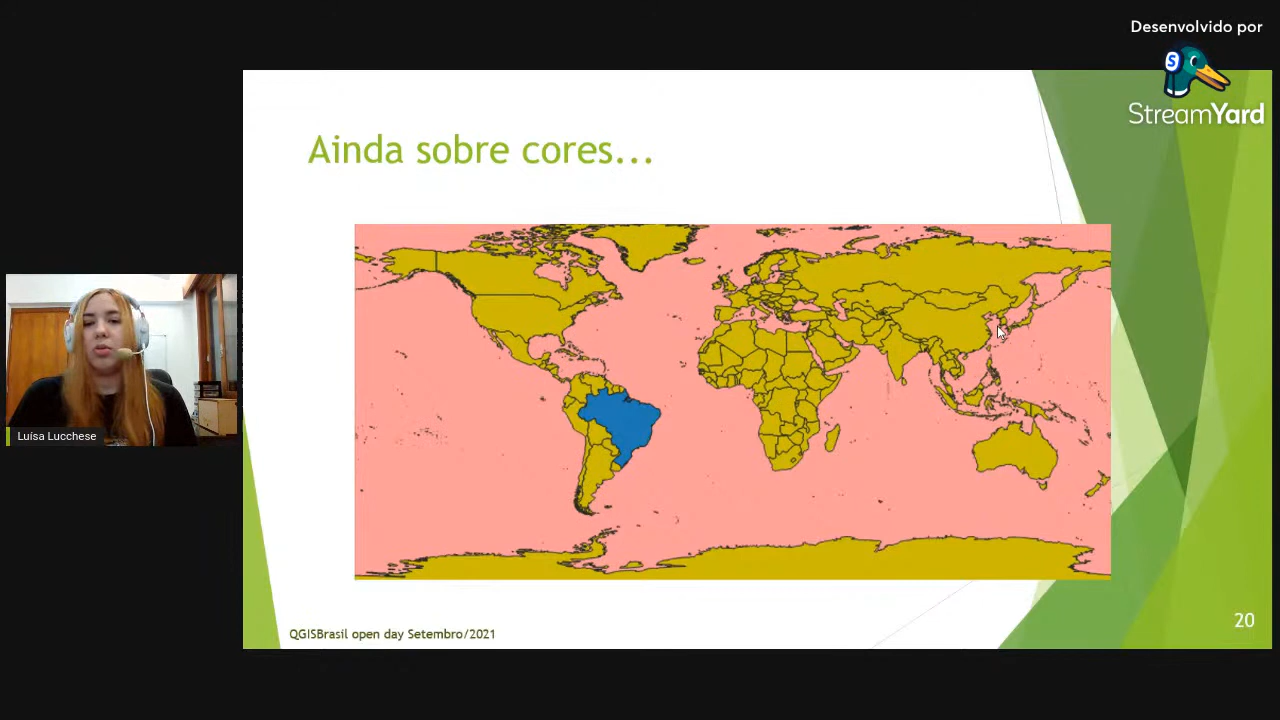 Desenvolvido por
StreamYard
Ainda sobre cores...
Luísa Lucchese
QGISBrasil open day Setembro/2021
20